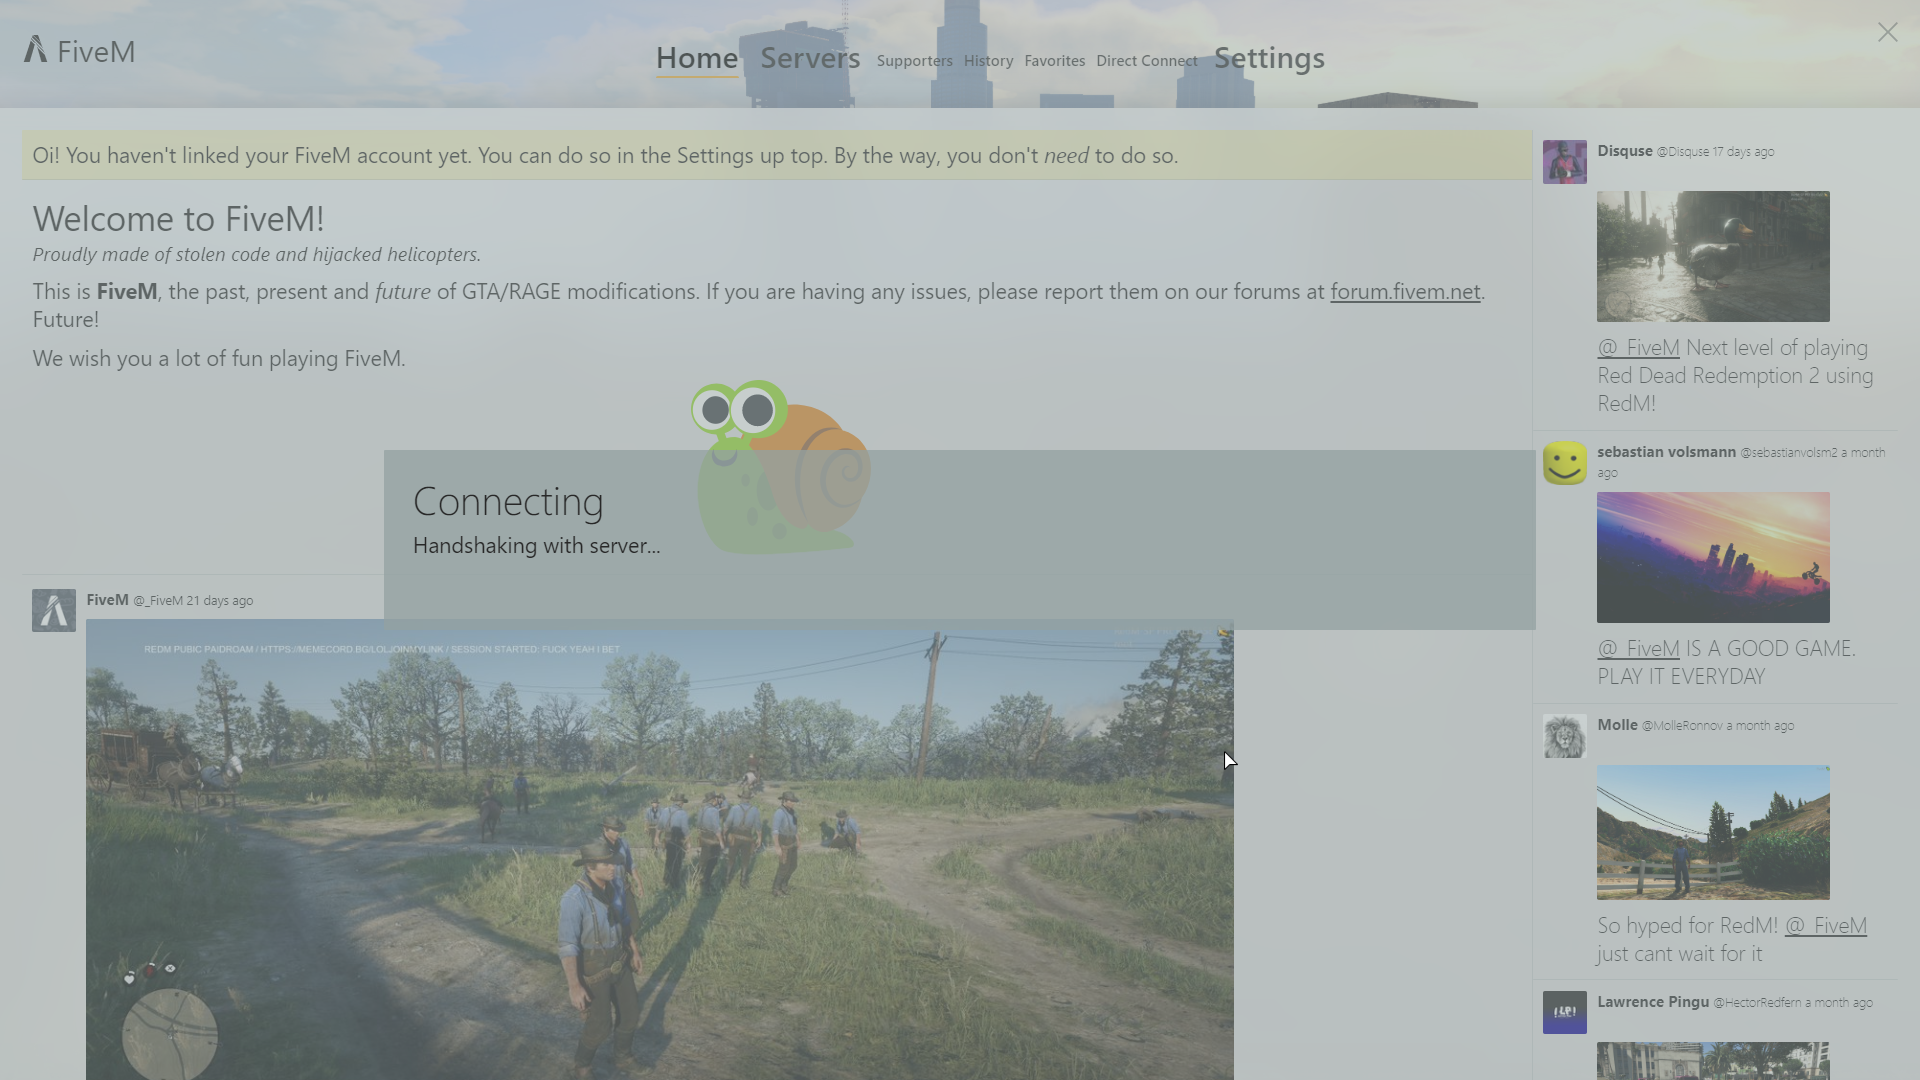 FiveM
Home Servers Supporters History Favorites Direct Connect Settings
Oi! You haven't linked your FiveM account yet. You can do so in the Settings up top. By the way, you don't need to do so.
Welcome to FiveM!
Proudly made of stolen code and hijacked helicopters.
This is FiveM, the past, present and future of GTA/RAGE modifications. If you are having any issues, please report them on our forums at forum.fivem.net.
Future!
We wish you a lot of fun playing FiveM.
Connecting
Handshaking with server...
FiveM @_FiveM 21 days ago
REDM PUBIC PAIDROAM / HTTPS://MEMECORD.BG/LOLJOINMYLINK / SESSION STARTED: FUCK YEAH I BET
Disquse @Disquse 17 days ago
@_FiveM Next level of playing
Red Dead Redemption 2 using
RedM!
sebastian volsmann @sebastianvolsm2 a month
ago
@_FiveM IS A GOOD GAME.
PLAY IT EVERYDAY
Molle @MolleRonnov a month ago
So hyped for RedM! @_FiveM
just cant wait for it
Lawrence Pingu @HectorRedfern a month ago